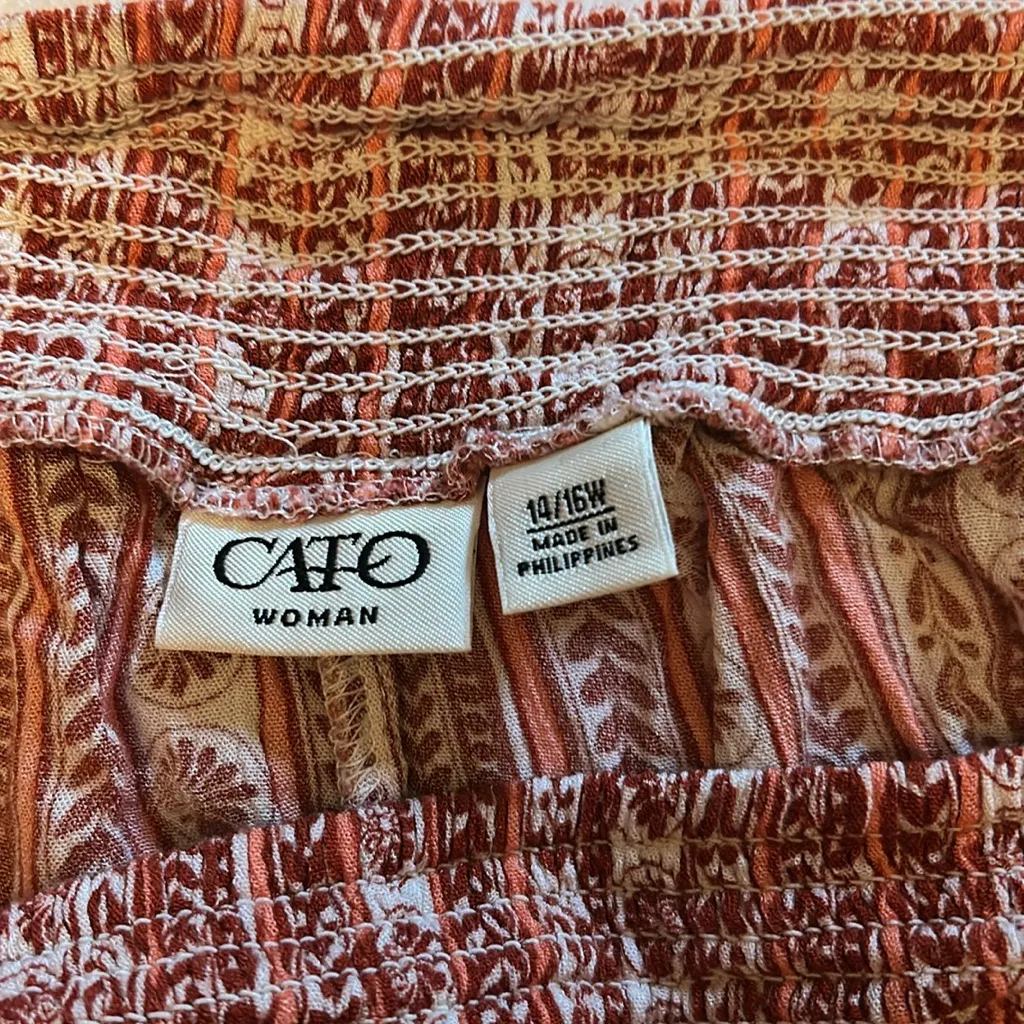 CATO
WOMAN
14/16W
MADE IN
PHILIPPINES